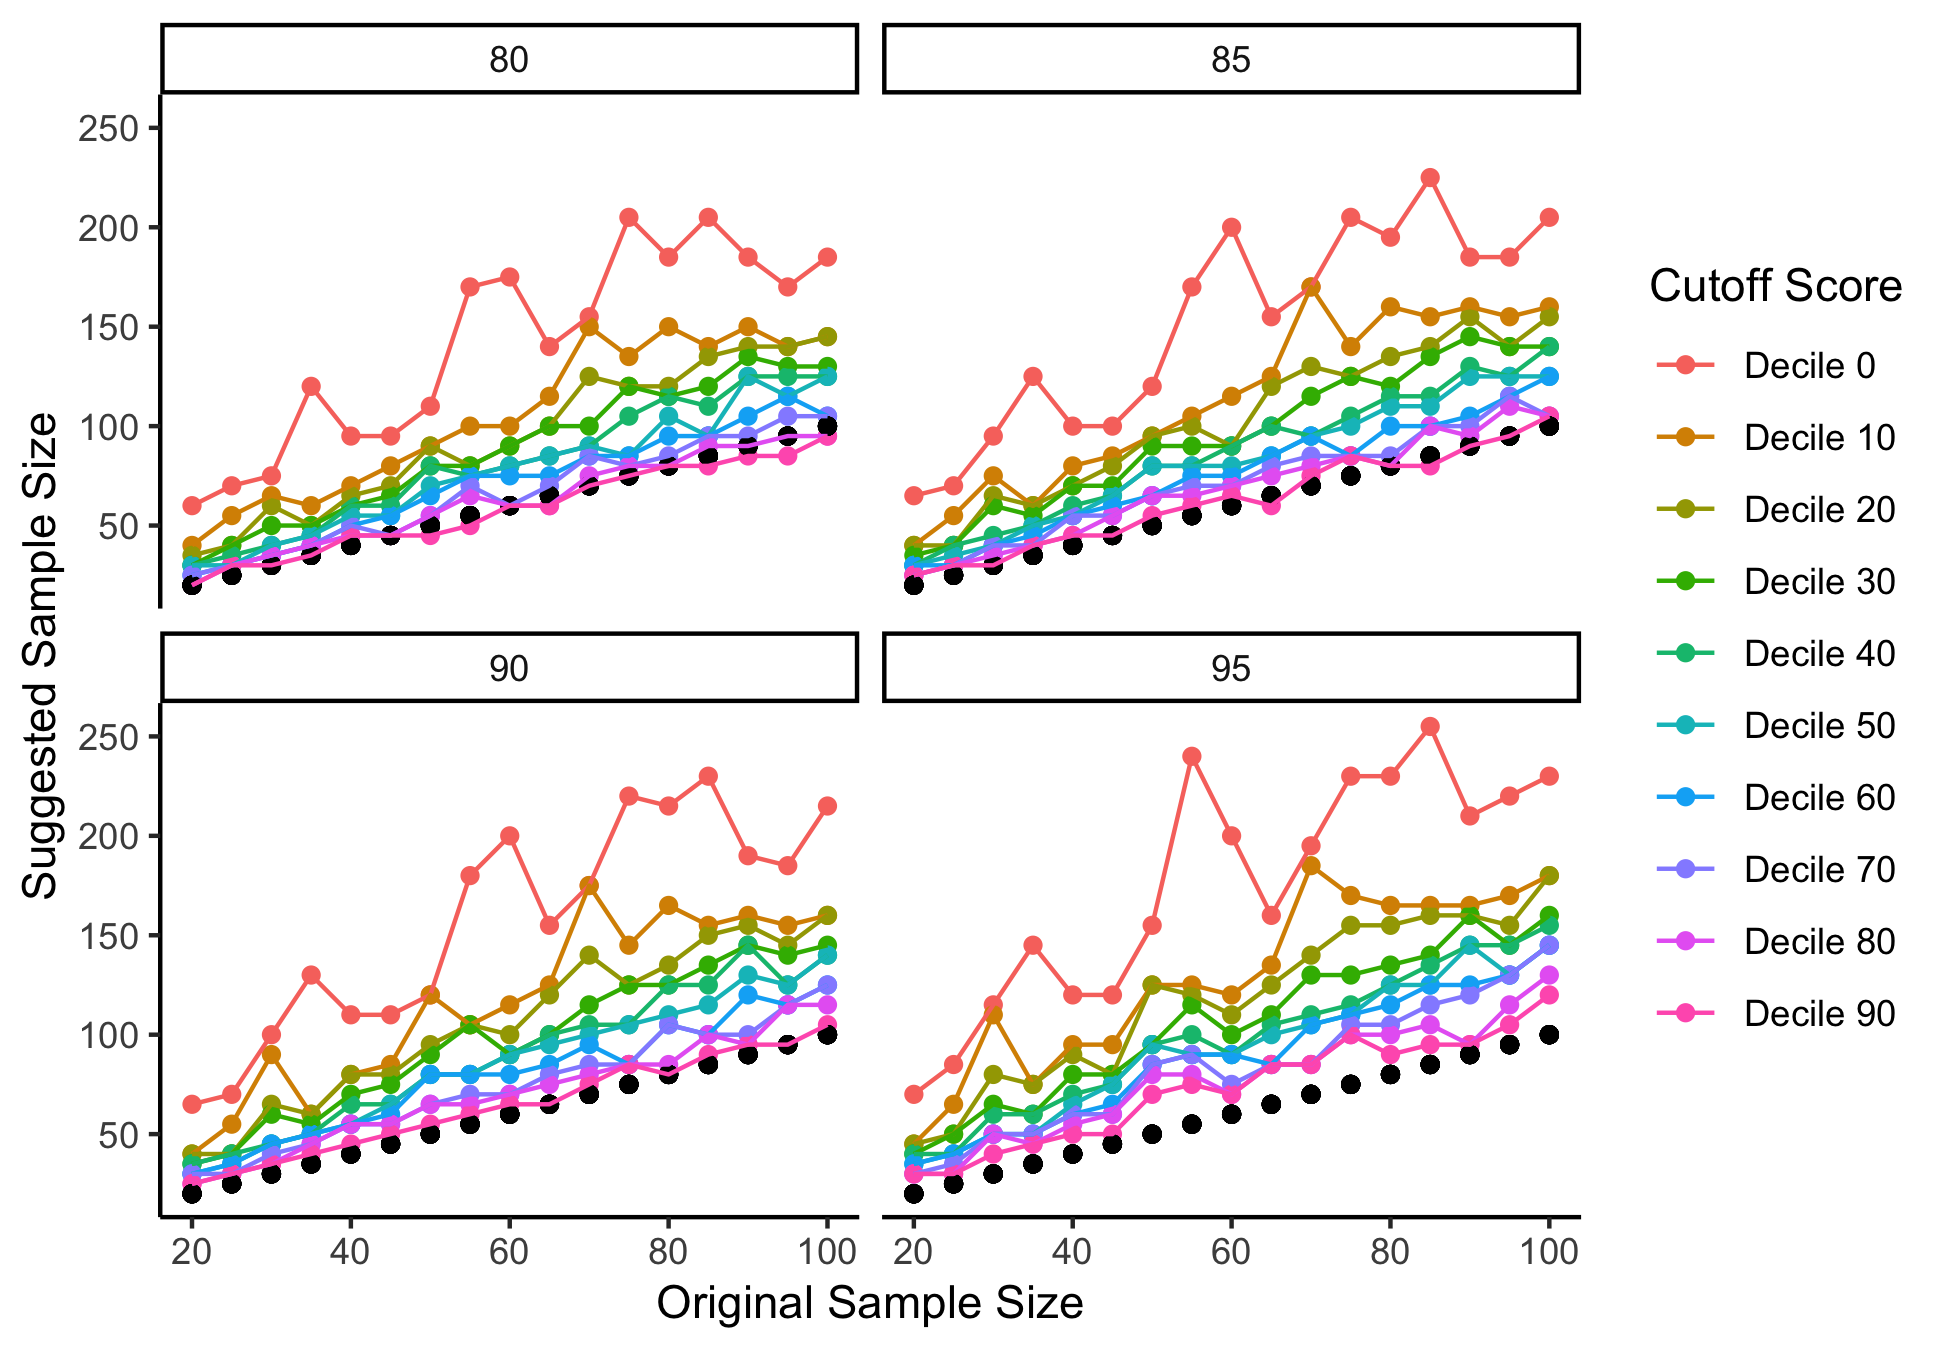 80
85
250
200
150
100
50
90
95
250
200
150
100
50
20
40
60
80
100
20
40
60
80
100
Original Sample Size
Suggested Sample Size
Cutoff Score
Decile 0
Decile 10
Decile 20
Decile 30
Decile 40
Decile 50
Decile 60
Decile 70
Decile 80
Decile 90